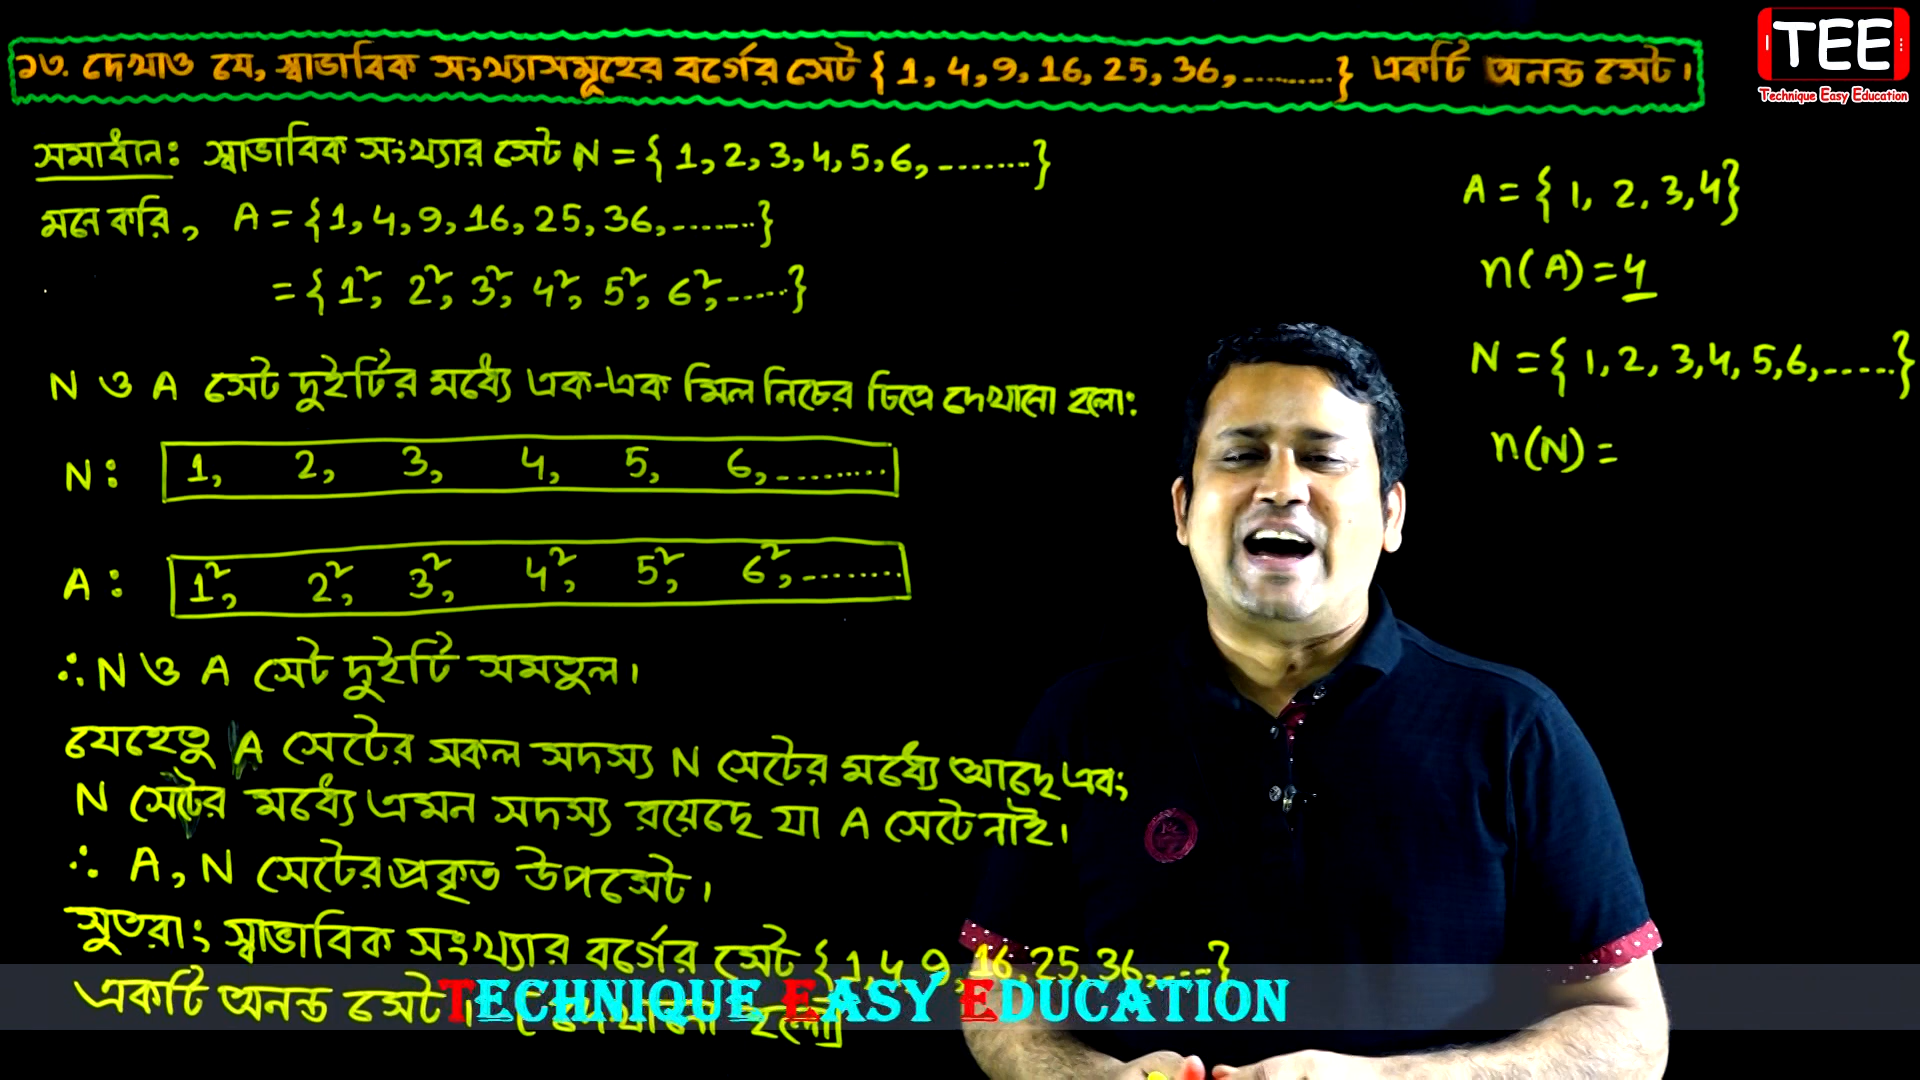 ১৩. দেখাও যে, স্বাভাবিক সংখ্যাসমূহের বর্গের সেট { 1, 4, 9, 16, 25, 36, .......... } একটি অনন্ত সেট।
TEE
Technique Easy Education
সমাধান: স্বাভাবিক সংখ্যার সেট N = { 1, 2, 3, 4, 5, 6, ........ }
মনে করি, A = { 1, 4, 9, 16, 25, 36, ....... }
= { 1², 2², 3², 4², 5², 6², ...... }
N ও A সেট দুইটির মধ্যে এক-এক মিল নিচের চিত্রে দেখানো হলো:
N : 1, 2, 3, 4, 5, 6, .........
A : 1², 2², 3², 4², 5², 6², ........
∴ N ও A সেট দুইটি সমতুল।
যেহেতু A সেটের সকল সদস্য N সেটের মধ্যে আছে এবং
N সেটের মধ্যে এমন সদস্য রয়েছে যা A সেটে নাই।
∴ A, N সেটের প্রকৃত উপসেট।
সুতরাং স্বাভাবিক সংখ্যার বর্গের সেট { 1, 4, 9, 16, 25, 36, .... }
একটি অনন্ত সেট। (দেখানো হলো)
A = { 1, 2, 3, 4 }
n(A) = 4
N = { 1, 2, 3, 4, 5, 6, ...... }
n(N) =
TECHNIQUE EASY EDUCATION